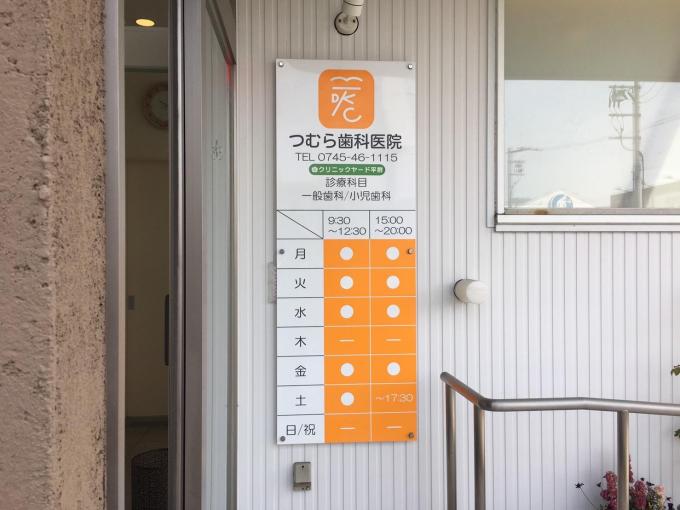 DKC
つむら歯科医院
TEL 0745-46-1115
クリニックヤード平群
診療科目
一般歯科/小児歯科
9:30～12:30 15:00～20:00
月 ● ●
火 ● ●
水 ● ●
木 — —
金 ● ●
土 ● ～17:30
日/祝 — —